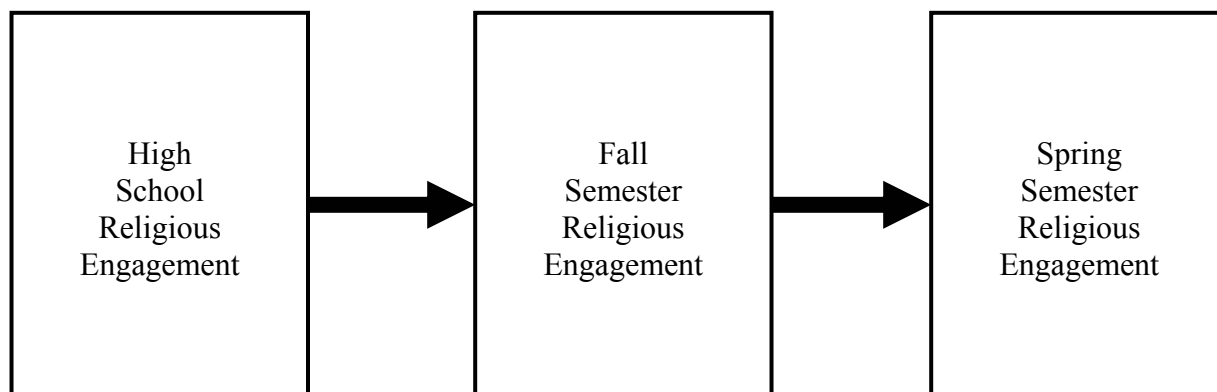 High
School
Religious
Engagement
Fall
Semester
Religious
Engagement
Spring
Semester
Religious
Engagement